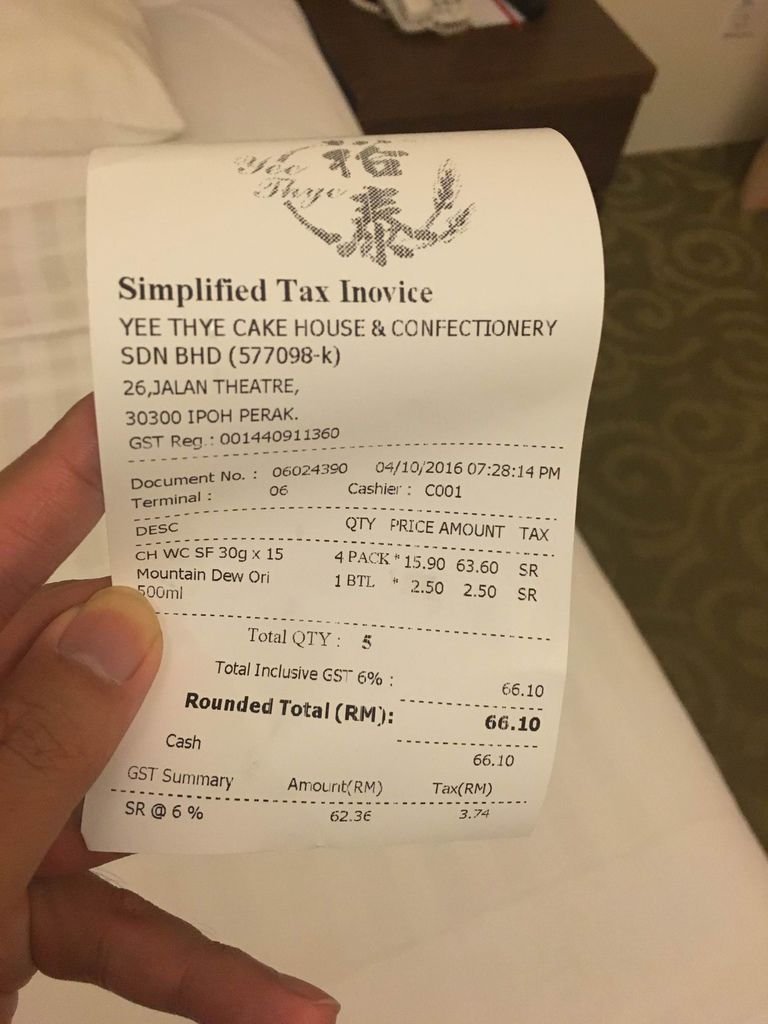 Yee Thye
裕泰
Simplified Tax Inovice
YEE THYE CAKE HOUSE & CONFECTIONERY
SDN BHD (577098-k)
26,JALAN THEATRE,
30300 IPOH PERAK.
GST Reg.: 001440911360
Document No. : 06024390 04/10/2016 07:28:14 PM
Terminal : 06 Cashier : C001
DESC QTY PRICE AMOUNT TAX
CH WC SF 30g x 15 4 PACK * 15.90 63.60 SR
Mountain Dew Ori 1 BTL * 2.50 2.50 SR
500ml
Total QTY : 5
Total Inclusive GST 6% : 66.10
Rounded Total (RM): 66.10
Cash 66.10
GST Summary Amount(RM) Tax(RM)
SR @ 6 % 62.36 3.74